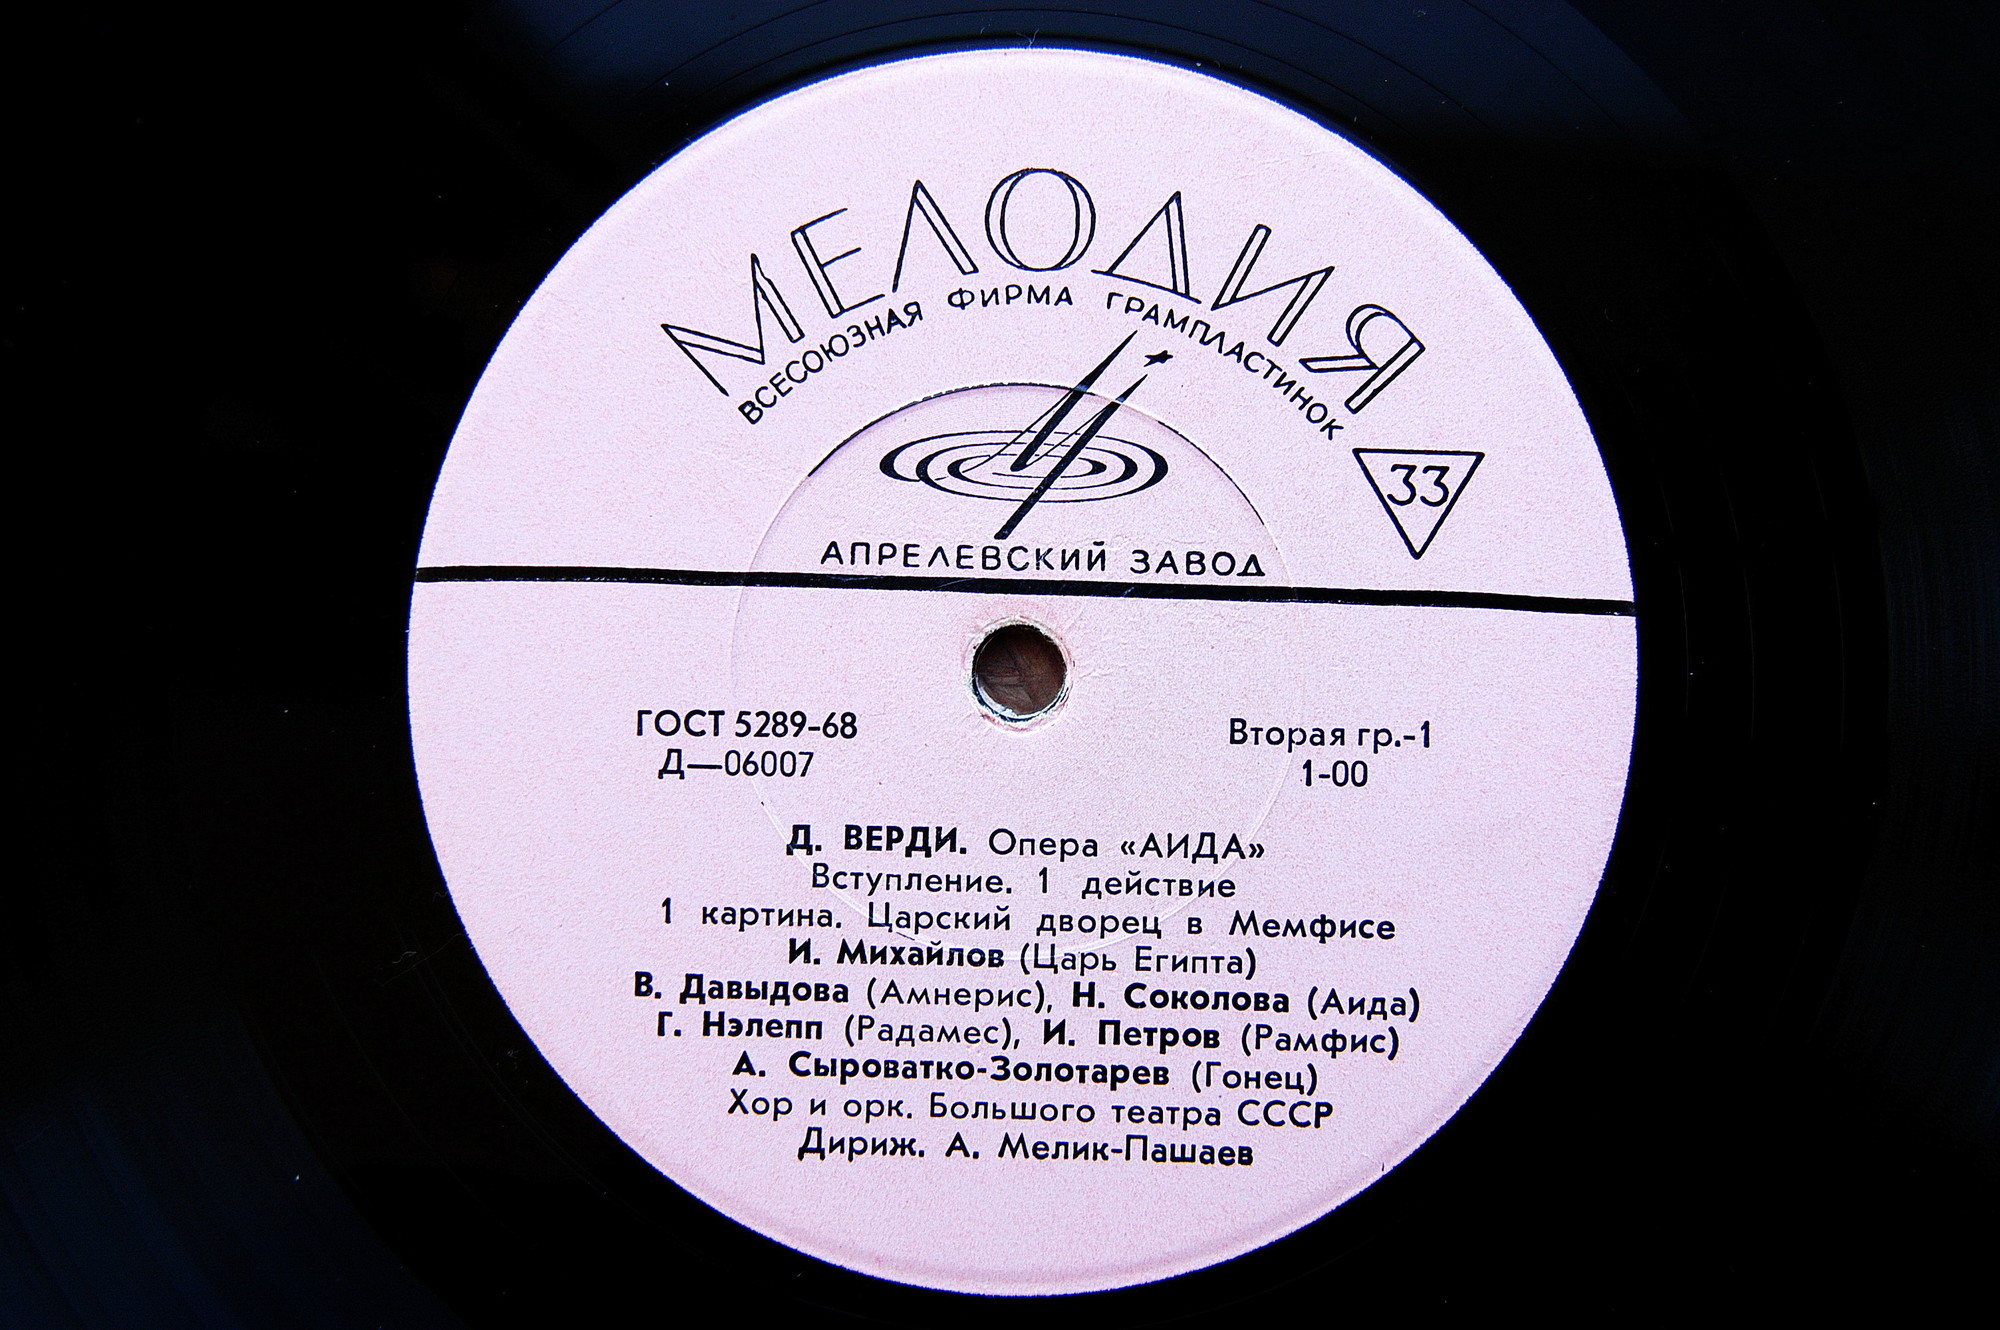 МЕЛОДИЯ
ВСЕСОЮЗНАЯ ФИРМА ГРАМПЛАСТИНОК
33
АПРЕЛЕВСКИЙ ЗАВОД
ГОСТ 5289-68
Д—06007
Вторая гр.-1
1-00
Д. ВЕРДИ. Опера «АИДА»
Вступление. 1 действие
1 картина. Царский дворец в Мемфисе
И. Михайлов (Царь Египта)
В. Давыдова (Амнерис), Н. Соколова (Аида)
Г. Нэлепп (Радамес), И. Петров (Рамфис)
А. Сыроватко-Золотарев (Гонец)
Хор и орк. Большого театра СССР
Дириж. А. Мелик-Пашаев